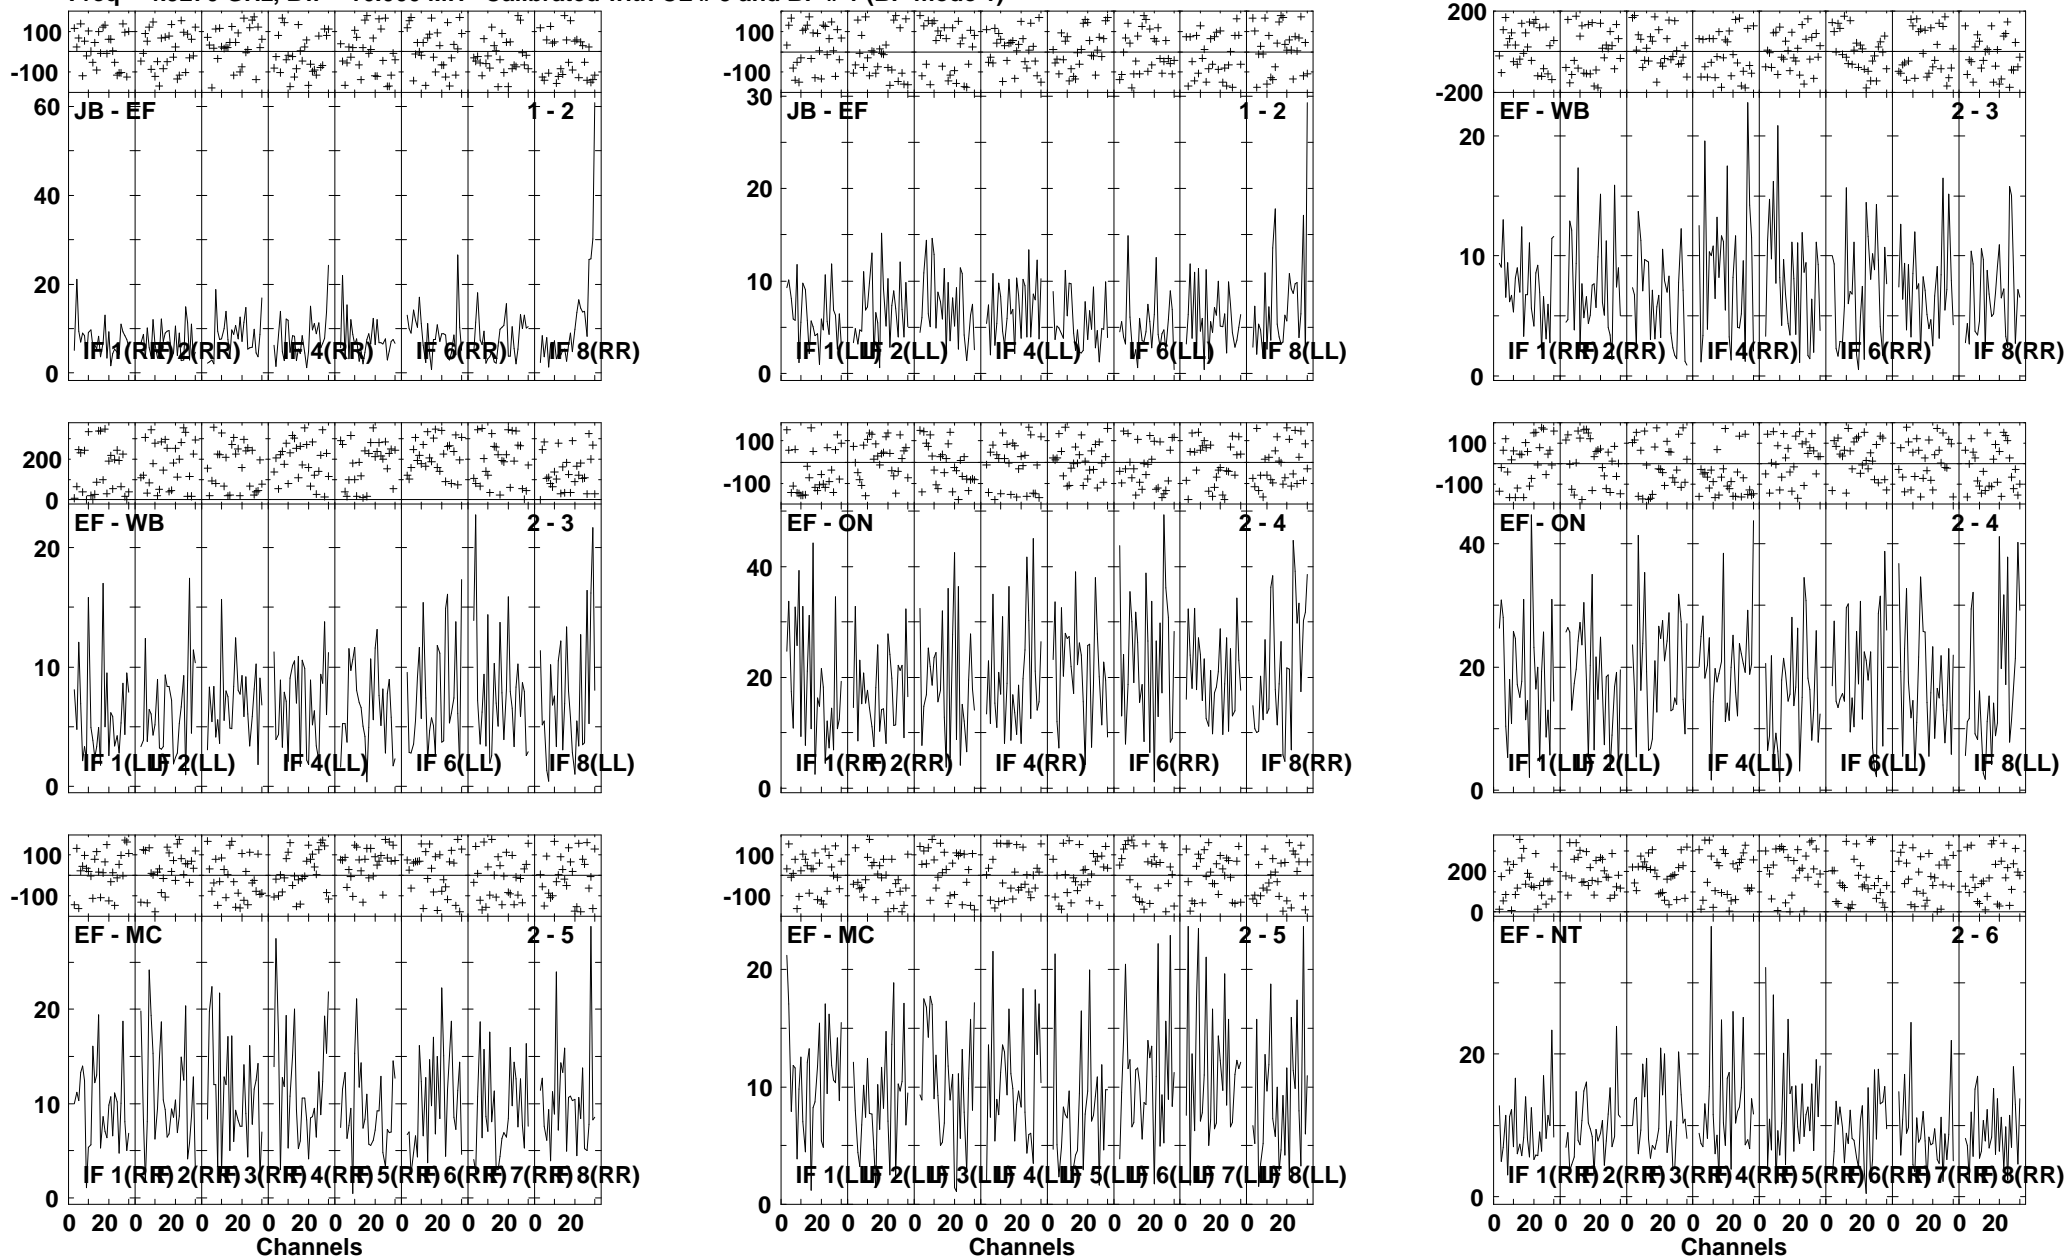 100
-100
60
40
20
0
JB - EF 1 - 2
IF 1(RR) IF 2(RR) IF 4(RR) IF 6(RR) IF 8(RR)
100
-100
30
20
10
0
JB - EF 1 - 2
IF 1(LL) IF 2(LL) IF 4(LL) IF 6(LL) IF 8(LL)
200
-200
20
10
0
EF - WB 2 - 3
IF 1(RR) IF 2(RR) IF 4(RR) IF 6(RR) IF 8(RR)
200
0
20
10
0
EF - WB 2 - 3
IF 1(LL) IF 2(LL) IF 4(LL) IF 6(LL) IF 8(LL)
100
-100
40
20
0
EF - ON 2 - 4
IF 1(RR) IF 2(RR) IF 4(RR) IF 6(RR) IF 8(RR)
100
-100
40
20
0
EF - ON 2 - 4
IF 1(LL) IF 2(LL) IF 4(LL) IF 6(LL) IF 8(LL)
100
-100
20
10
0
EF - MC 2 - 5
IF 1(RR) IF 2(RR) IF 3(RR) IF 4(RR) IF 5(RR) IF 6(RR) IF 7(RR) IF 8(RR)
0 20 0 20 0 20 0 20 0 20 0 20 0 20 0 20
Channels
100
-100
20
10
0
EF - MC 2 - 5
IF 1(LL) IF 2(LL) IF 3(LL) IF 4(LL) IF 5(LL) IF 6(LL) IF 7(LL) IF 8(LL)
0 20 0 20 0 20 0 20 0 20 0 20 0 20 0 20
200
0
20
0
EF - NT 2 - 6
IF 1(RR) IF 2(RR) IF 3(RR) IF 4(RR) IF 5(RR) IF 6(RR) IF 7(RR) IF 8(RR)
0 20 0 20 0 20 0 20 0 20 0 20 0 20 0 20
Channels